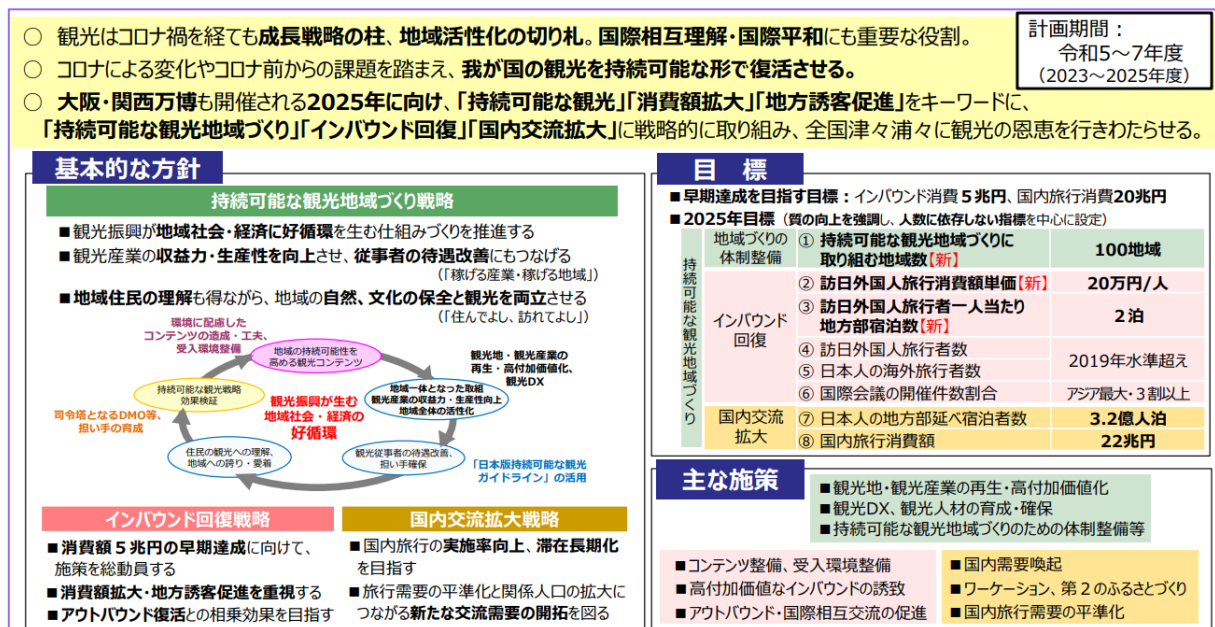 ○ 観光はコロナ禍を経ても成長戦略の柱、地域活性化の切り札。国際相互理解・国際平和にも重要な役割。
○ コロナによる変化やコロナ前からの課題を踏まえ、我が国の観光を持続可能な形で復活させる。
○ 大阪・関西万博も開催される2025年に向け、「持続可能な観光」「消費額拡大」「地方誘客促進」をキーワードに、
「持続可能な観光地域づくり」「インバウンド回復」「国内交流拡大」に戦略的に取り組み、全国津々浦々に観光の恩恵を行きわたらせる。
計画期間：
令和5～7年度
（2023～2025年度）
基本的な方針
持続可能な観光地域づくり戦略
■観光振興が地域社会・経済に好循環を生む仕組みづくりを推進する
■観光産業の収益力・生産性を向上させ、従事者の待遇改善にもつなげる
（「稼げる産業・稼げる地域」）
■地域住民の理解も得ながら、地域の自然、文化の保全と観光を両立させる
（「住んでよし、訪れてよし」）
環境に配慮した
コンテンツの造成・工夫、
受入環境整備
地域の持続可能性を
高める観光コンテンツ
観光地・観光産業の
再生・高付加価値化、
観光DX
地域一体となった取組
観光産業の収益力・生産性向上
地域全体の活性化
持続可能な観光戦略
効果検証
観光振興が生む
地域社会・経済の
好循環
司令塔となるDMO等、
担い手の育成
住民の観光への理解、
地域への誇り・愛着
観光従事者の待遇改善、
担い手確保
「日本版持続可能な観光
ガイドライン」の活用
インバウンド回復戦略
■消費額５兆円の早期達成に向けて、
施策を総動員する
■消費額拡大・地方誘客促進を重視する
■アウトバウンド復活との相乗効果を目指す
国内交流拡大戦略
■国内旅行の実施率向上、滞在長期化
を目指す
■旅行需要の平準化と関係人口の拡大に
つながる新たな交流需要の開拓を図る
目　標
■早期達成を目指す目標：インバウンド消費５兆円、国内旅行消費20兆円
■2025年目標（質の向上を強調し、人数に依存しない指標を中心に設定）
持続可能な観光地域づくり
地域づくりの
体制整備
① 持続可能な観光地域づくりに
取り組む地域数【新】
100地域
インバウンド
回復
② 訪日外国人旅行消費額単価【新】
20万円/人
③ 訪日外国人旅行者一人当たり
地方部宿泊数【新】
２泊
④ 訪日外国人旅行者数
⑤ 日本人の海外旅行者数
2019年水準超え
⑥ 国際会議の開催件数割合
アジア最大・３割以上
国内交流
拡大
⑦ 日本人の地方部延べ宿泊者数
3.2億人泊
⑧ 国内旅行消費額
22兆円
主な施策
■観光地・観光産業の再生・高付加価値化
■観光DX、観光人材の育成・確保
■持続可能な観光地域づくりのための体制整備等
■コンテンツ整備、受入環境整備
■高付加価値なインバウンドの誘致
■アウトバウンド・国際相互交流の促進
■国内需要喚起
■ワーケーション、第２のふるさとづくり
■国内旅行需要の平準化